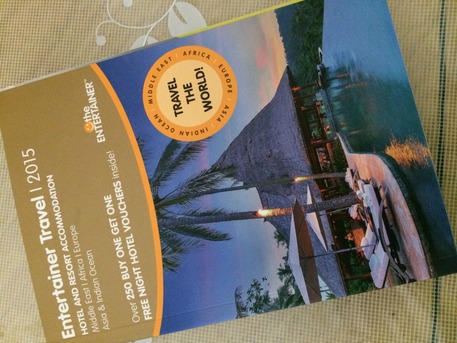 Entertainer Travel | 2015
HOTEL AND RESORT ACCOMMODATION
Middle East | Africa | Europe
Asia & Indian Ocean
the
ENTERTAINER™
Over 250 BUY ONE GET ONE
FREE NIGHT HOTEL VOUCHERS inside!
INDIAN OCEAN • MIDDLE EAST • AFRICA • EUROPE • ASIA •
TRAVEL
THE
WORLD!